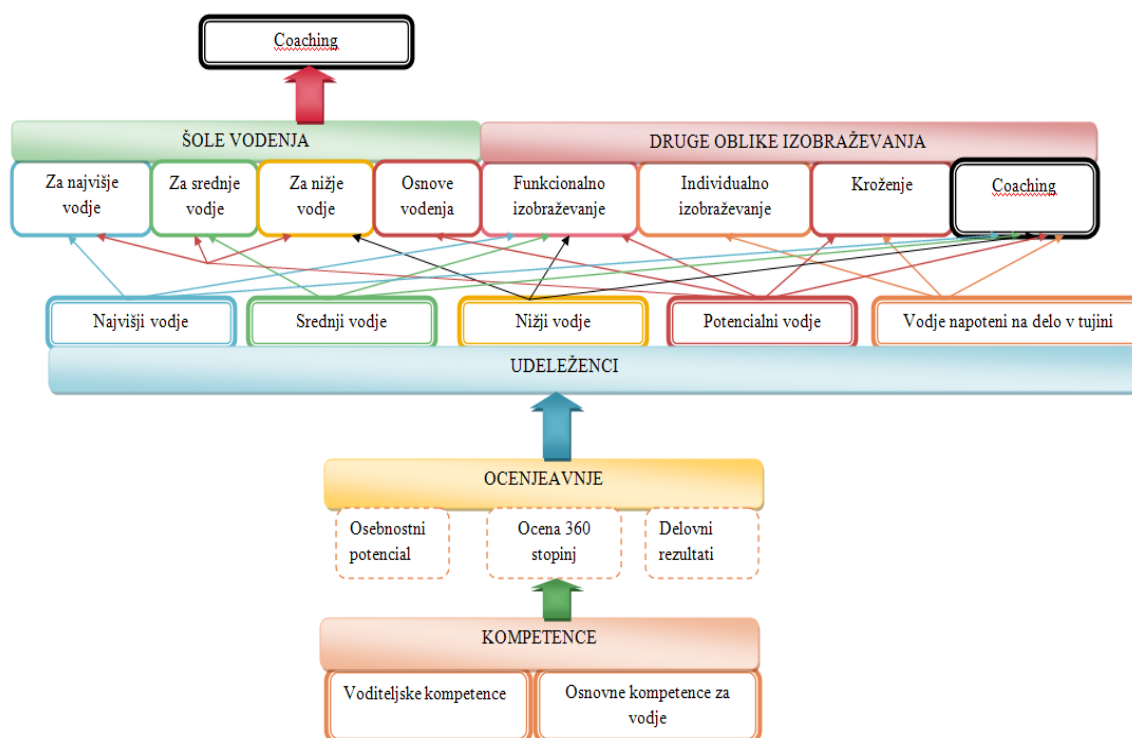 Coaching
ŠOLE VODENJA
DRUGE OBLIKE IZOBRAŽEVANJA
Za najvišje
vodje
Za srednje
vodje
Za nižje
vodje
Osnove
vodenja
Funkcionalno
izobraževanje
Individualno
izobraževanje
Kroženje
Coaching
Najvišji vodje
Srednji vodje
Nižji vodje
Potencialni vodje
Vodje napoteni na delo v tujini
UDELEŽENCI
OCENJEAVNJE
Osebnostni
potencial
Ocena 360
stopinj
Delovni
rezultati
KOMPETENCE
Voditeljske kompetence
Osnovne kompetence za
vodje